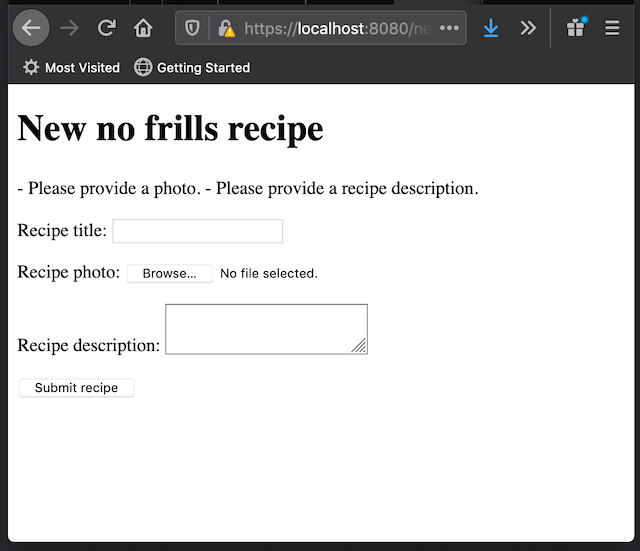 https://localhost:8080/ne
Most Visited Getting Started
New no frills recipe
- Please provide a photo. - Please provide a recipe description.
Recipe title:
Recipe photo: Browse... No file selected.
Recipe description:
Submit recipe